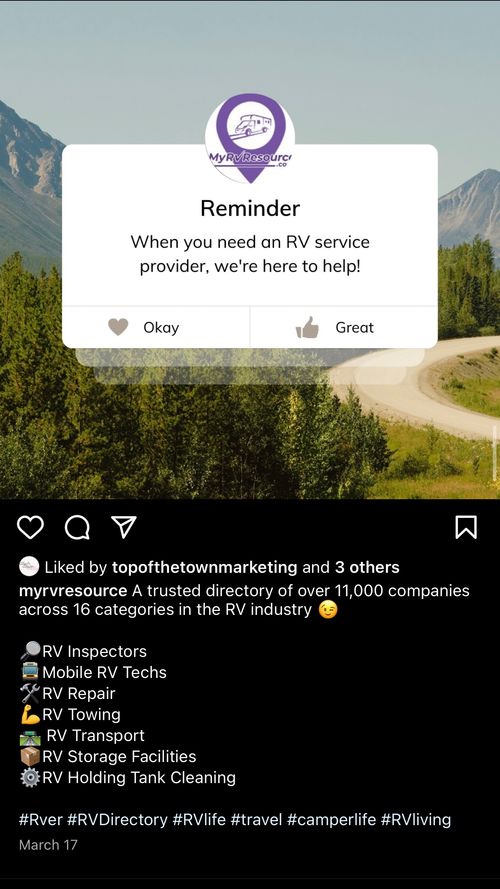 MyRVResourc
.co
Reminder
When you need an RV service
provider, we're here to help!
Okay
Great
Liked by topofthetownmarketing and 3 others
myrvresource A trusted directory of over 11,000 companies
across 16 categories in the RV industry 😉
🔎RV Inspectors
🚍Mobile RV Techs
🛠RV Repair
💪RV Towing
🛣 RV Transport
📦RV Storage Facilities
⚙️RV Holding Tank Cleaning
#Rver #RVDirectory #RVlife #travel #camperlife #RVliving
March 17